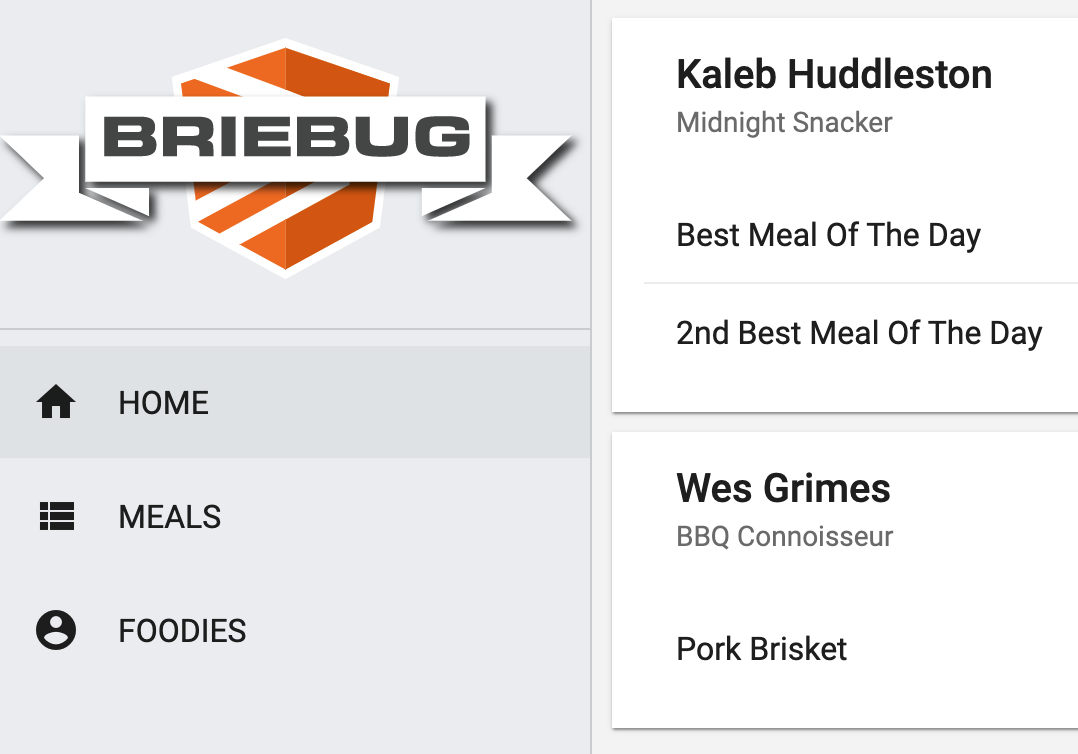 BRIEBUG
HOME
MEALS
FOODIES
Kaleb Huddleston
Midnight Snacker
Best Meal Of The Day
2nd Best Meal Of The Day
Wes Grimes
BBQ Connoisseur
Pork Brisket